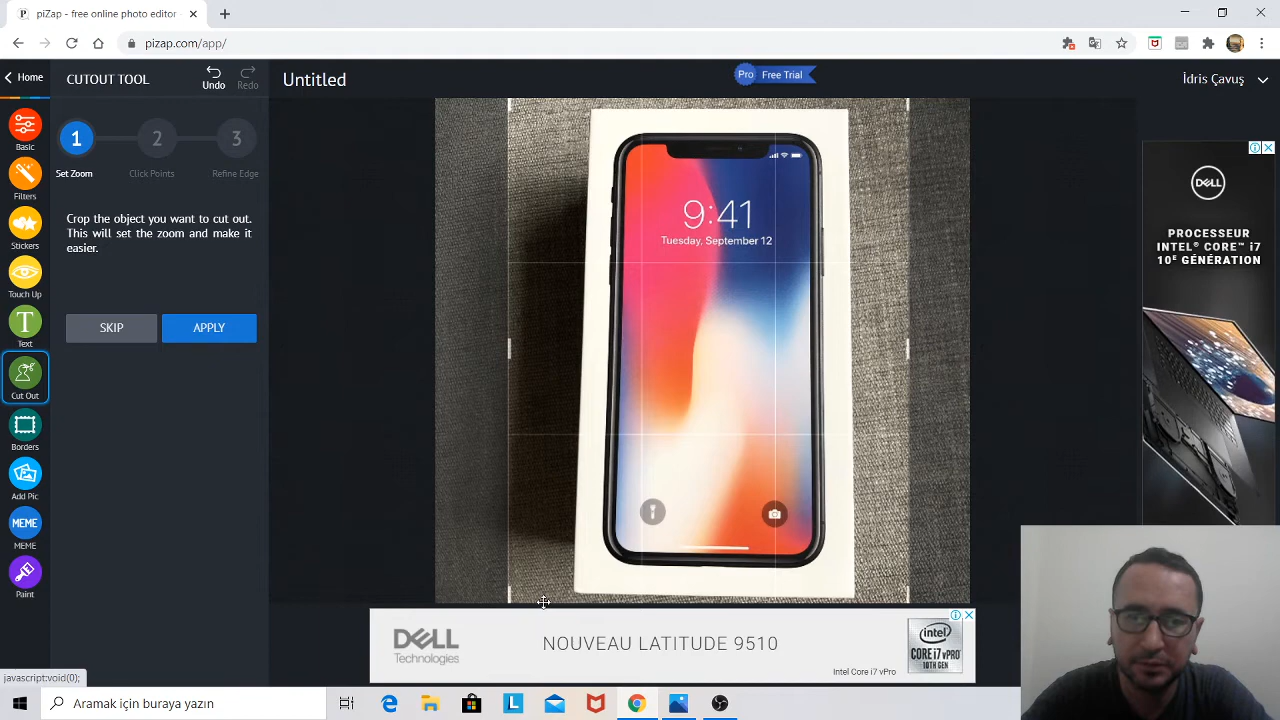 piZap - free online photo editor
pizap.com/app/
Home
CUTOUT TOOL
Undo
Redo
Untitled
Pro Free Trial
İdris Çavuş
Basic
Filters
Stickers
Touch Up
Text
Cut Out
Borders
Add Pic
MEME
MEME
Paint
1
2
3
Set Zoom
Click Points
Refine Edge
Crop the object you want to cut out.
This will set the zoom and make it
easier.
SKIP
APPLY
9:41
Tuesday, September 12
DELL
PROCESSEUR
INTEL® CORE™ i7
10E GÉNÉRATION
DELL
Technologies
NOUVEAU LATITUDE 9510
intel
CORE i7
vPRO
10TH GEN
Intel Core i7 vPro
javascript:void(0);
Aramak için buraya yazın